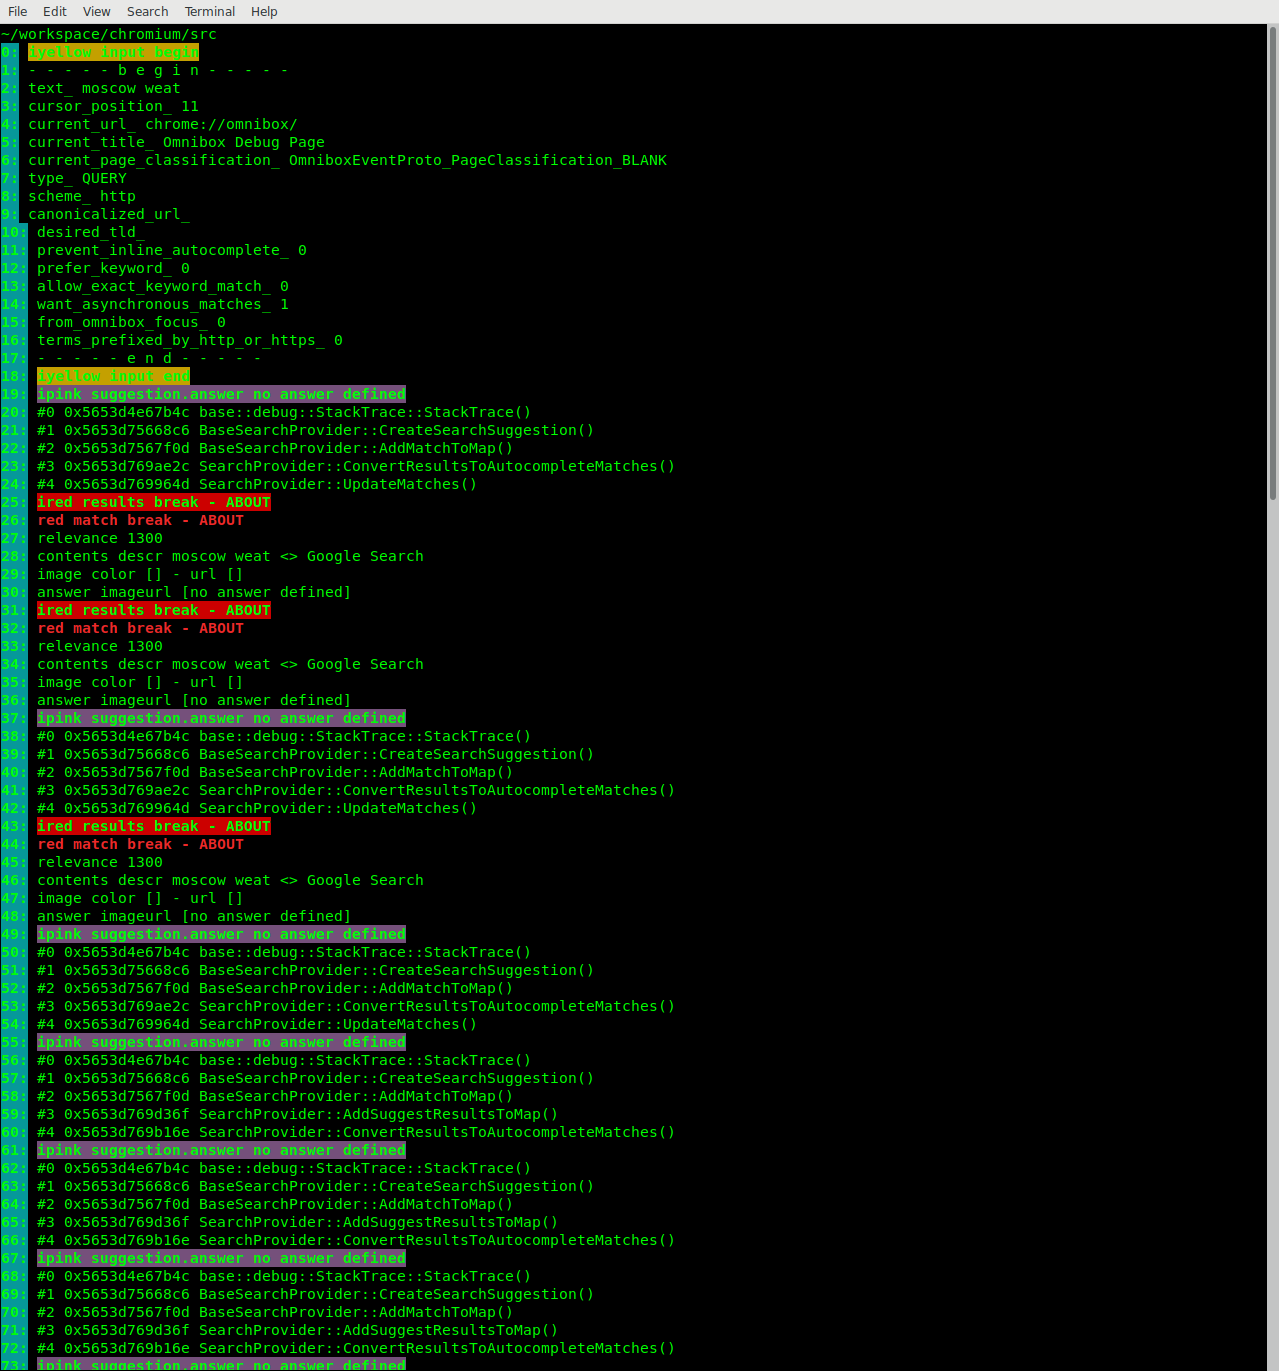 File Edit View Search Terminal Help
~/workspace/chromium/src
0: iyellow input begin
1: - - - - - b e g i n - - - - -
2: text_ moscow weat
3: cursor_position_ 11
4: current_url_ chrome://omnibox/
5: current_title_ Omnibox Debug Page
6: current_page_classification_ OmniboxEventProto_PageClassification_BLANK
7: type_ QUERY
8: scheme_ http
9: canonicalized_url_
10: desired_tld_
11: prevent_inline_autocomplete_ 0
12: prefer_keyword_ 0
13: allow_exact_keyword_match_ 0
14: want_asynchronous_matches_ 1
15: from_omnibox_focus_ 0
16: terms_prefixed_by_http_or_https_ 0
17: - - - - - e n d - - - - -
18: iyellow input end
19: ipink suggestion.answer no answer defined
20: #0 0x5653d4e67b4c base::debug::StackTrace::StackTrace()
21: #1 0x5653d75668c6 BaseSearchProvider::CreateSearchSuggestion()
22: #2 0x5653d7567f0d BaseSearchProvider::AddMatchToMap()
23: #3 0x5653d769ae2c SearchProvider::ConvertResultsToAutocompleteMatches()
24: #4 0x5653d769964d SearchProvider::UpdateMatches()
25: ired results break - ABOUT
26: red match break - ABOUT
27: relevance 1300
28: contents descr moscow weat <> Google Search
29: image color [] - url []
30: answer imageurl [no answer defined]
31: ired results break - ABOUT
32: red match break - ABOUT
33: relevance 1300
34: contents descr moscow weat <> Google Search
35: image color [] - url []
36: answer imageurl [no answer defined]
37: ipink suggestion.answer no answer defined
38: #0 0x5653d4e67b4c base::debug::StackTrace::StackTrace()
39: #1 0x5653d75668c6 BaseSearchProvider::CreateSearchSuggestion()
40: #2 0x5653d7567f0d BaseSearchProvider::AddMatchToMap()
41: #3 0x5653d769ae2c SearchProvider::ConvertResultsToAutocompleteMatches()
42: #4 0x5653d769964d SearchProvider::UpdateMatches()
43: ired results break - ABOUT
44: red match break - ABOUT
45: relevance 1300
46: contents descr moscow weat <> Google Search
47: image color [] - url []
48: answer imageurl [no answer defined]
49: ipink suggestion.answer no answer defined
50: #0 0x5653d4e67b4c base::debug::StackTrace::StackTrace()
51: #1 0x5653d75668c6 BaseSearchProvider::CreateSearchSuggestion()
52: #2 0x5653d7567f0d BaseSearchProvider::AddMatchToMap()
53: #3 0x5653d769ae2c SearchProvider::ConvertResultsToAutocompleteMatches()
54: #4 0x5653d769964d SearchProvider::UpdateMatches()
55: ipink suggestion.answer no answer defined
56: #0 0x5653d4e67b4c base::debug::StackTrace::StackTrace()
57: #1 0x5653d75668c6 BaseSearchProvider::CreateSearchSuggestion()
58: #2 0x5653d7567f0d BaseSearchProvider::AddMatchToMap()
59: #3 0x5653d769d36f SearchProvider::AddSuggestResultsToMap()
60: #4 0x5653d769b16e SearchProvider::ConvertResultsToAutocompleteMatches()
61: ipink suggestion.answer no answer defined
62: #0 0x5653d4e67b4c base::debug::StackTrace::StackTrace()
63: #1 0x5653d75668c6 BaseSearchProvider::CreateSearchSuggestion()
64: #2 0x5653d7567f0d BaseSearchProvider::AddMatchToMap()
65: #3 0x5653d769d36f SearchProvider::AddSuggestResultsToMap()
66: #4 0x5653d769b16e SearchProvider::ConvertResultsToAutocompleteMatches()
67: ipink suggestion.answer no answer defined
68: #0 0x5653d4e67b4c base::debug::StackTrace::StackTrace()
69: #1 0x5653d75668c6 BaseSearchProvider::CreateSearchSuggestion()
70: #2 0x5653d7567f0d BaseSearchProvider::AddMatchToMap()
71: #3 0x5653d769d36f SearchProvider::AddSuggestResultsToMap()
72: #4 0x5653d769b16e SearchProvider::ConvertResultsToAutocompleteMatches()
73: ipink suggestion.answer no answer defined